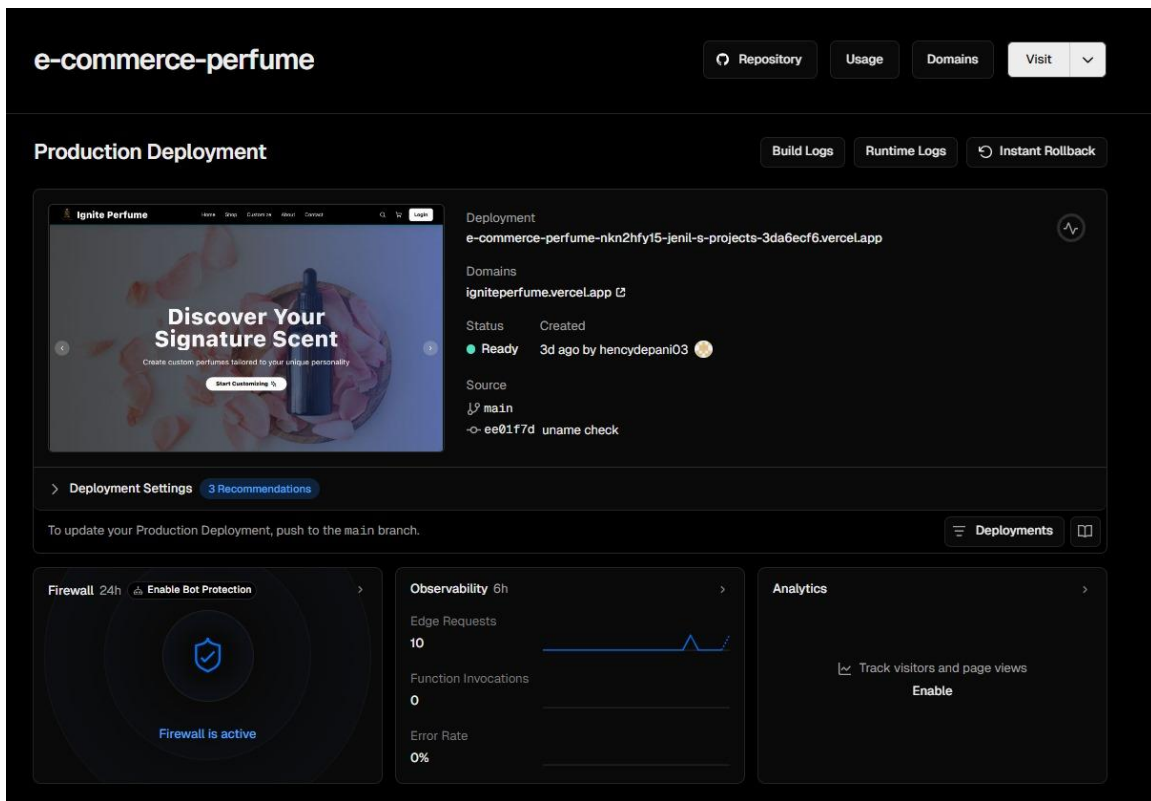 e-commerce-perfume
Repository
Usage
Domains
Visit
Production Deployment
Build Logs
Runtime Logs
Instant Rollback
Ignite Perfume
Home Shop Customize About Contact
Login
Discover Your
Signature Scent
Create custom perfumes tailored to your unique personality
Start Customizing
Deployment
e-commerce-perfume-nkn2hfy15-jenil-s-projects-3da6ecf6.vercel.app
Domains
igniteperfume.vercel.app
Status Created
Ready 3d ago by hencydepani03
Source
main
ee01f7d uname check
Deployment Settings 3 Recommendations
To update your Production Deployment, push to the main branch.
Deployments
Firewall 24h Enable Bot Protection
Firewall is active
Observability 6h
Edge Requests
10
Function Invocations
0
Error Rate
0%
Analytics
Track visitors and page views
Enable